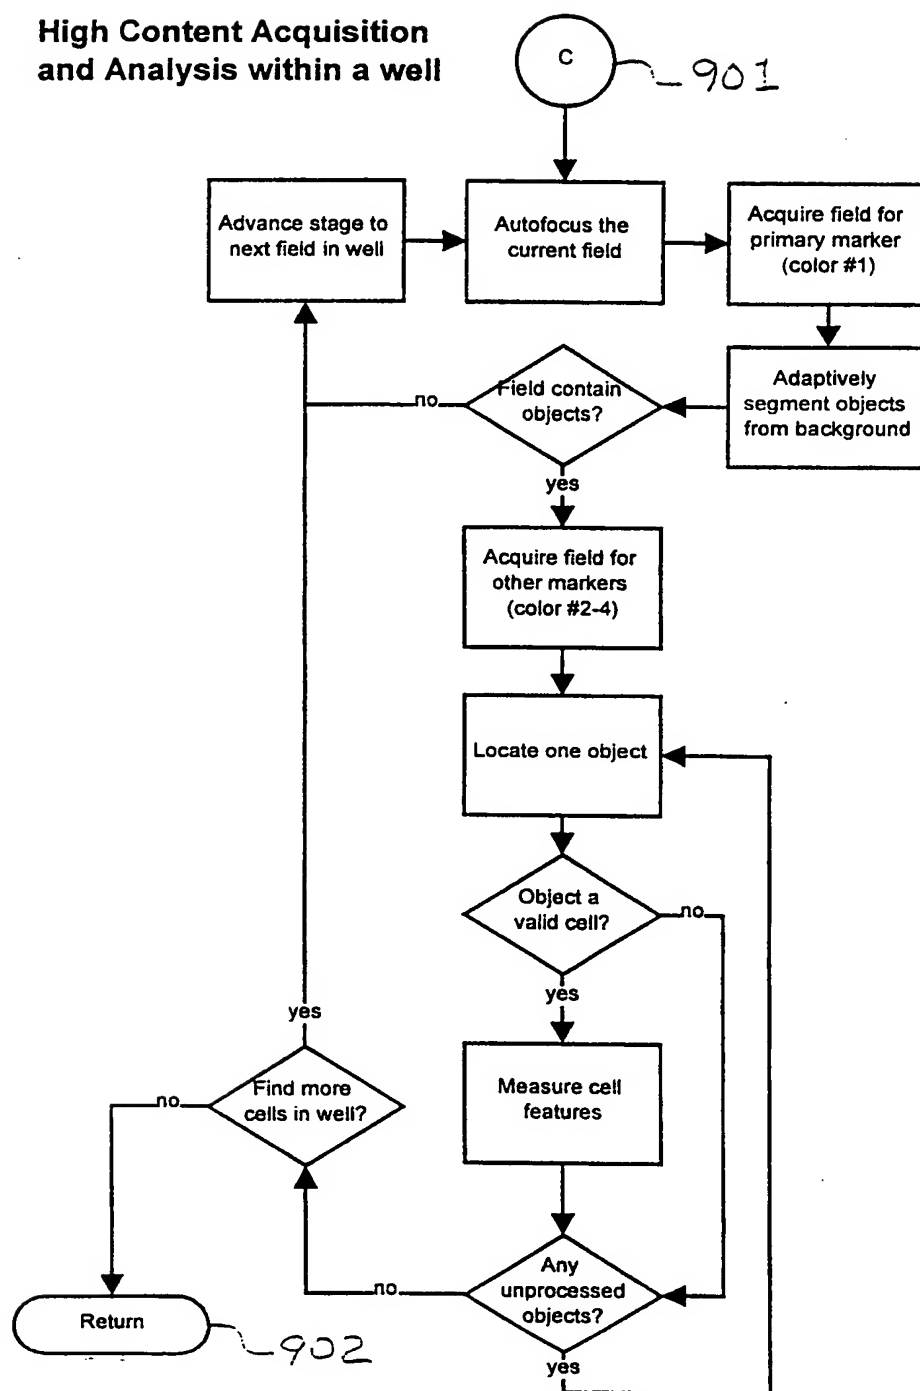 High Content Acquisition
and Analysis within a well
C
901
Advance stage to
next field in well
Autofocus the
current field
Acquire field for
primary marker
(color #1)
Adaptively
segment objects
from background
Field contain
objects?
no
yes
Acquire field for
other markers
(color #2-4)
Locate one object
Object a
valid cell?
no
yes
Measure cell
features
Any
unprocessed
objects?
no
yes
Find more
cells in well?
yes
no
Return
902